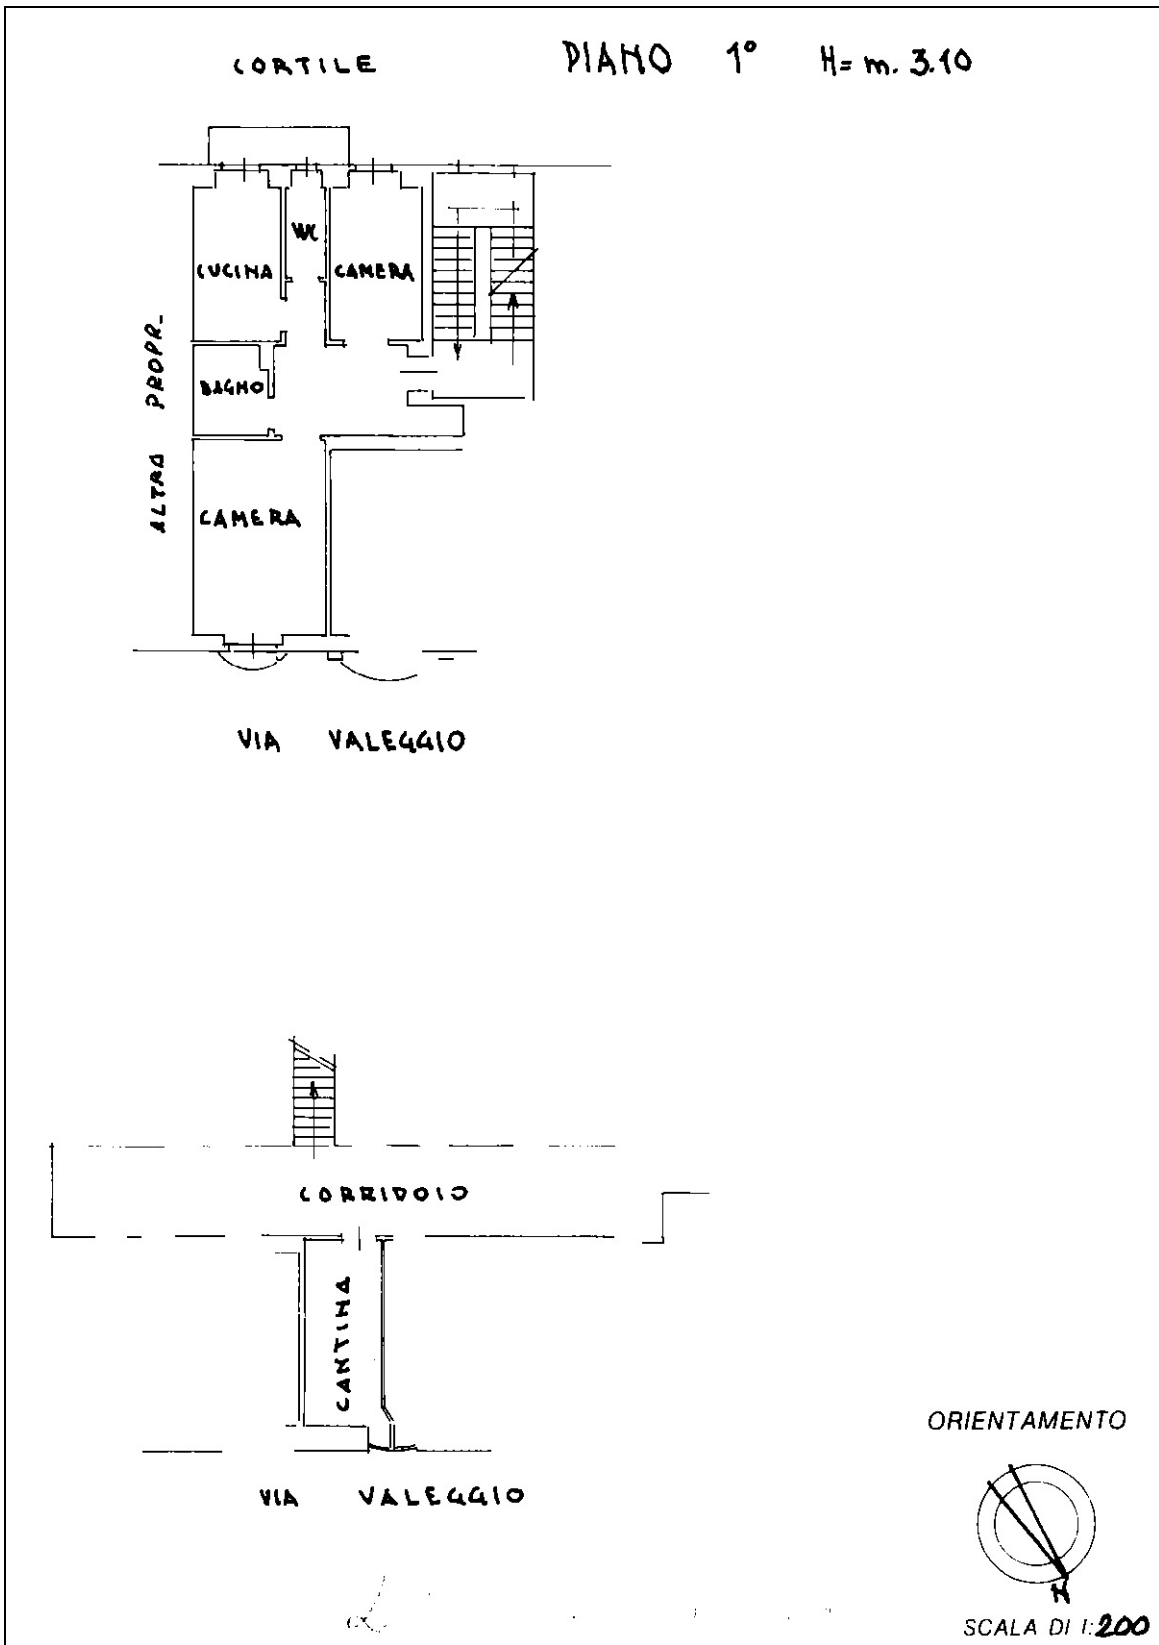 CORTILE
PIANO 1° H= m. 3.10
WC
CUCINA
CAMERA
ALTRA PROPR.
BAGNO
CAMERA
VIA VALEGGIO
CORRIDOIO
CANTINA
VIA VALEGGIO
ORIENTAMENTO
N
SCALA DI 1:200